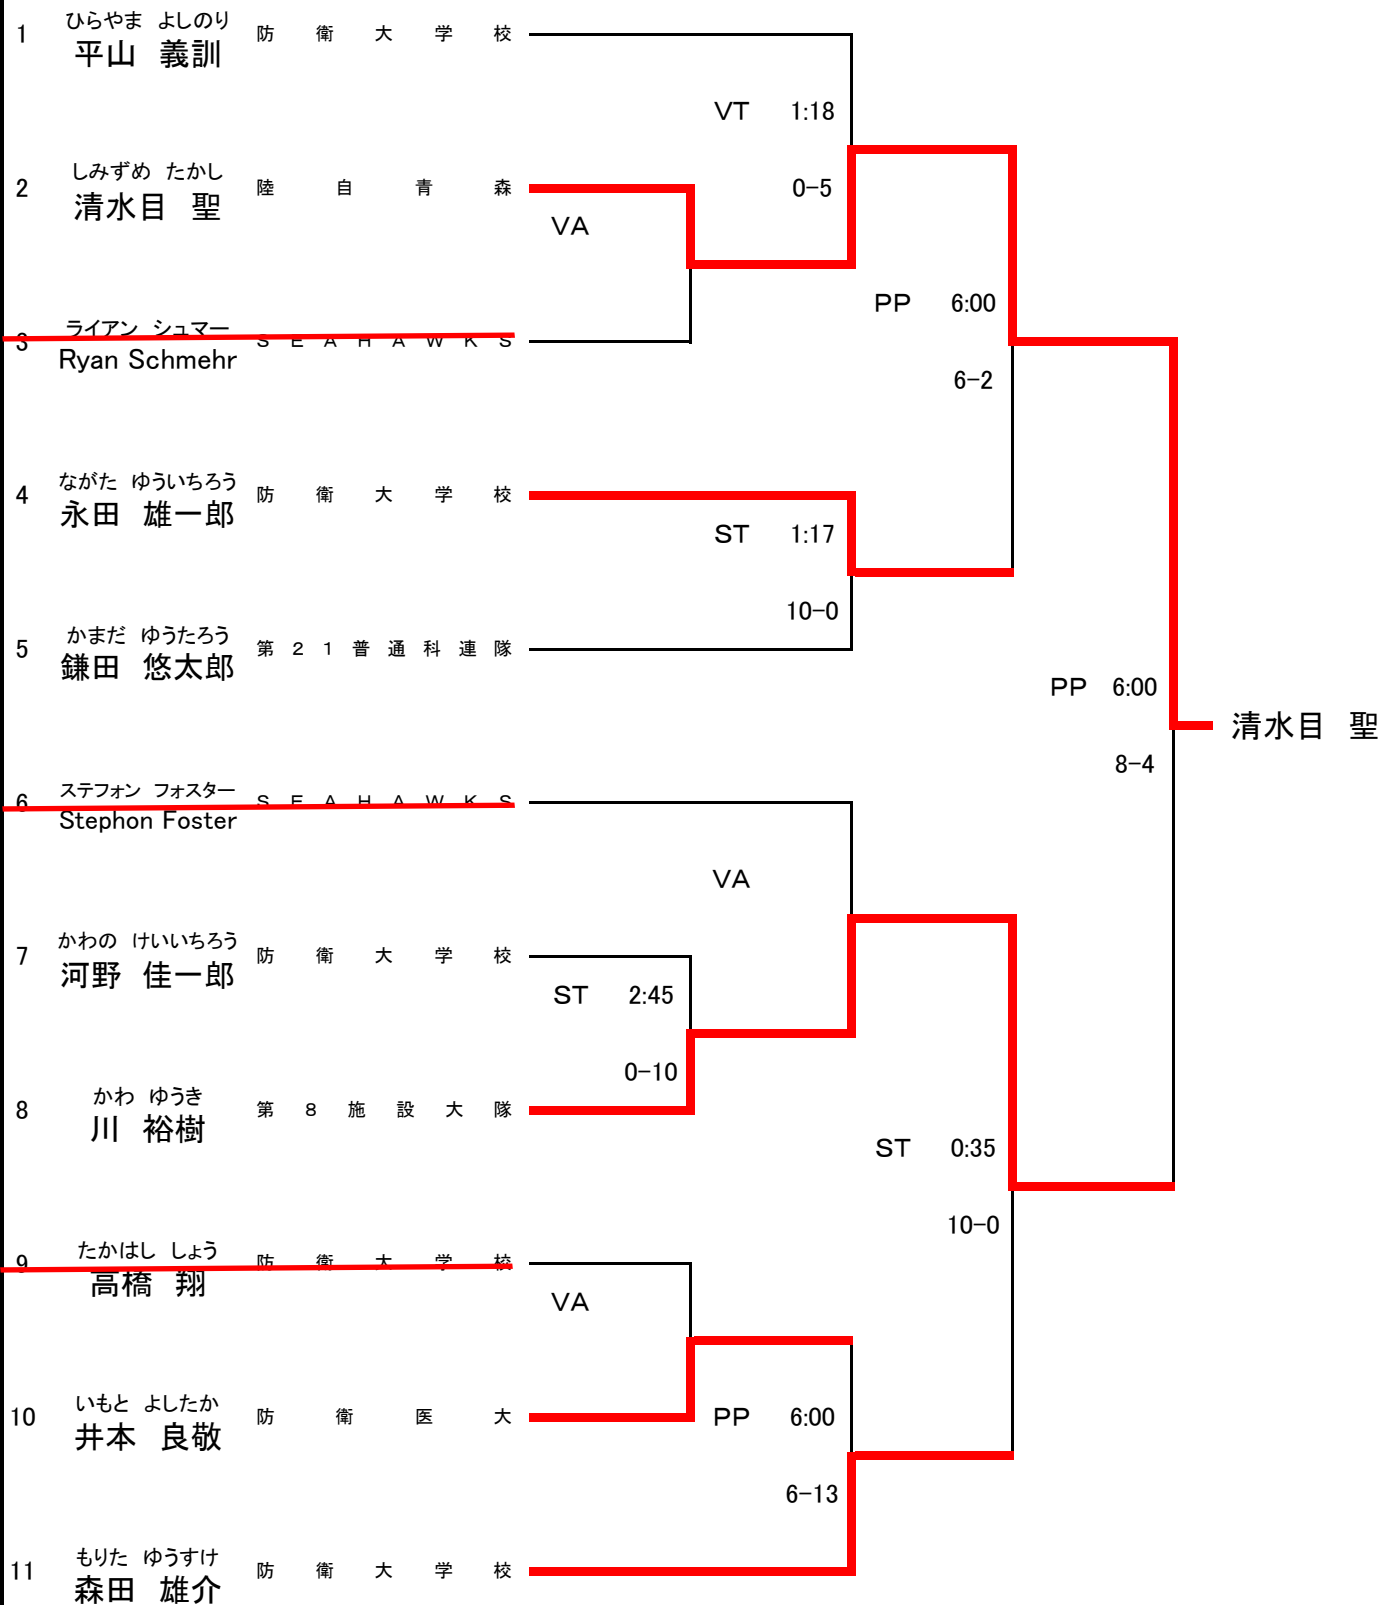 ひらやま よしのり
1 平山 義訓 防衛大学校
VT 1:18
しみずめ たかし
2 清水目 聖 陸自青森
0-5
VA
PP 6:00
ライアン シュマー
3 Ryan Schmehr SEAHAWKS
6-2
ながた ゆういちろう
4 永田 雄一郎 防衛大学校
ST 1:17
10-0
かまだ ゆうたろう
5 鎌田 悠太郎 第21普通科連隊
PP 6:00
清水目 聖
8-4
ステフォン フォスター
6 Stephon Foster SEAHAWKS
VA
かわの けいいちろう
7 河野 佳一郎 防衛大学校
ST 2:45
0-10
かわ ゆうき
8 川 裕樹 第8施設大隊
ST 0:35
10-0
たかはし しょう
9 高橋 翔 防衛大学校
VA
いもと よしたか
10 井本 良敬 防衛医大
PP 6:00
6-13
もりた ゆうすけ
11 森田 雄介 防衛大学校